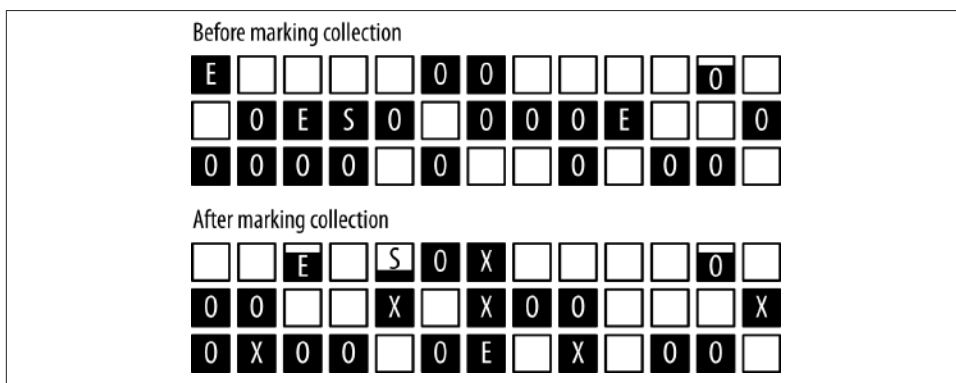 Before marking collection
E O O O
O E S O O O O E O
O O O O O O O O
After marking collection
E S O X O
O O X X O O X
O X O O O E X O O